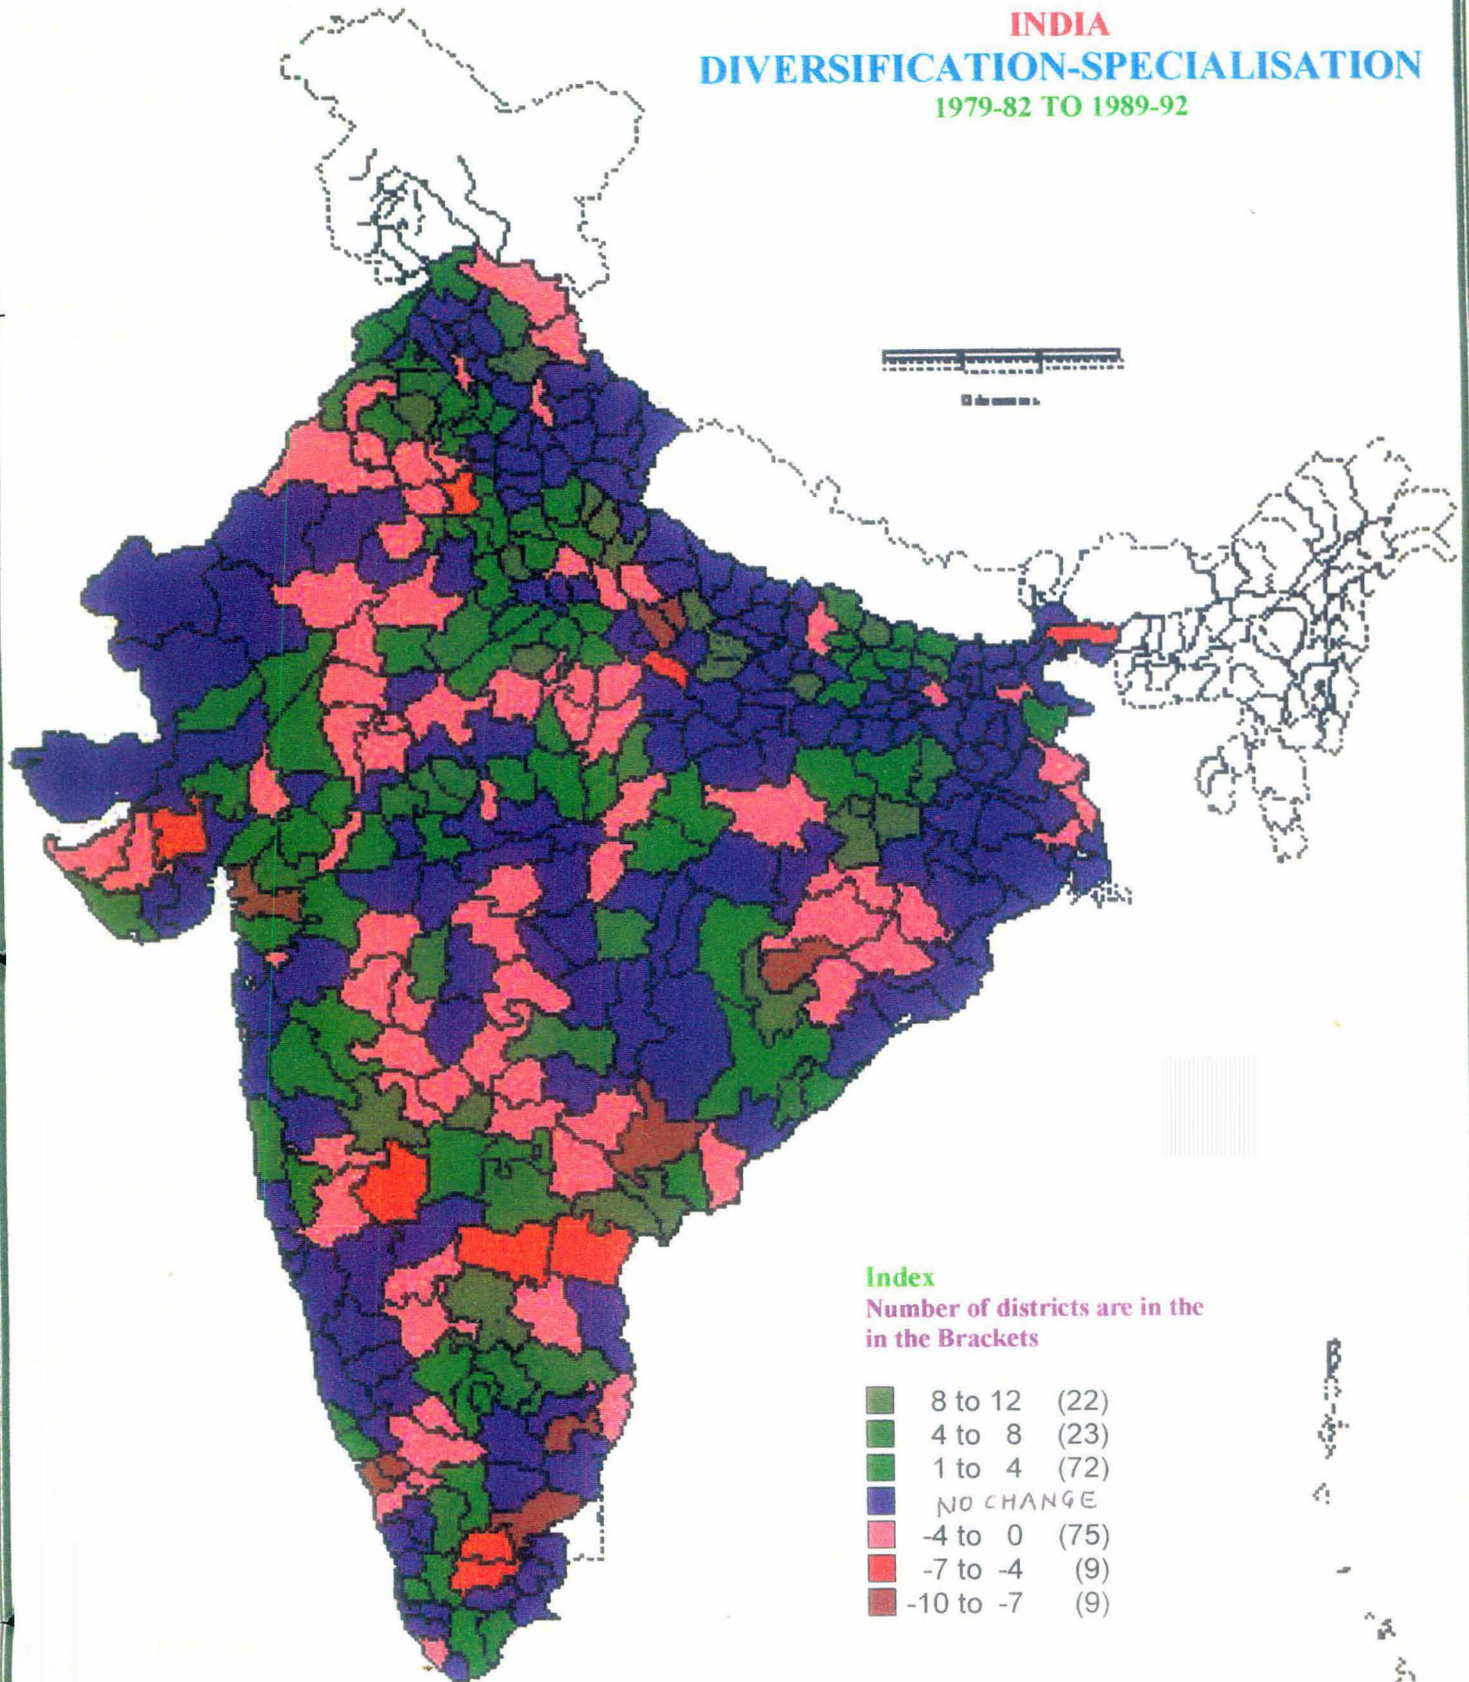 INDIA
DIVERSIFICATION-SPECIALISATION
1979-82 TO 1989-92
Index
Number of districts are in the
in the Brackets
8 to 12 (22)
4 to 8 (23)
1 to 4 (72)
NO CHANGE
-4 to 0 (75)
-7 to -4 (9)
-10 to -7 (9)